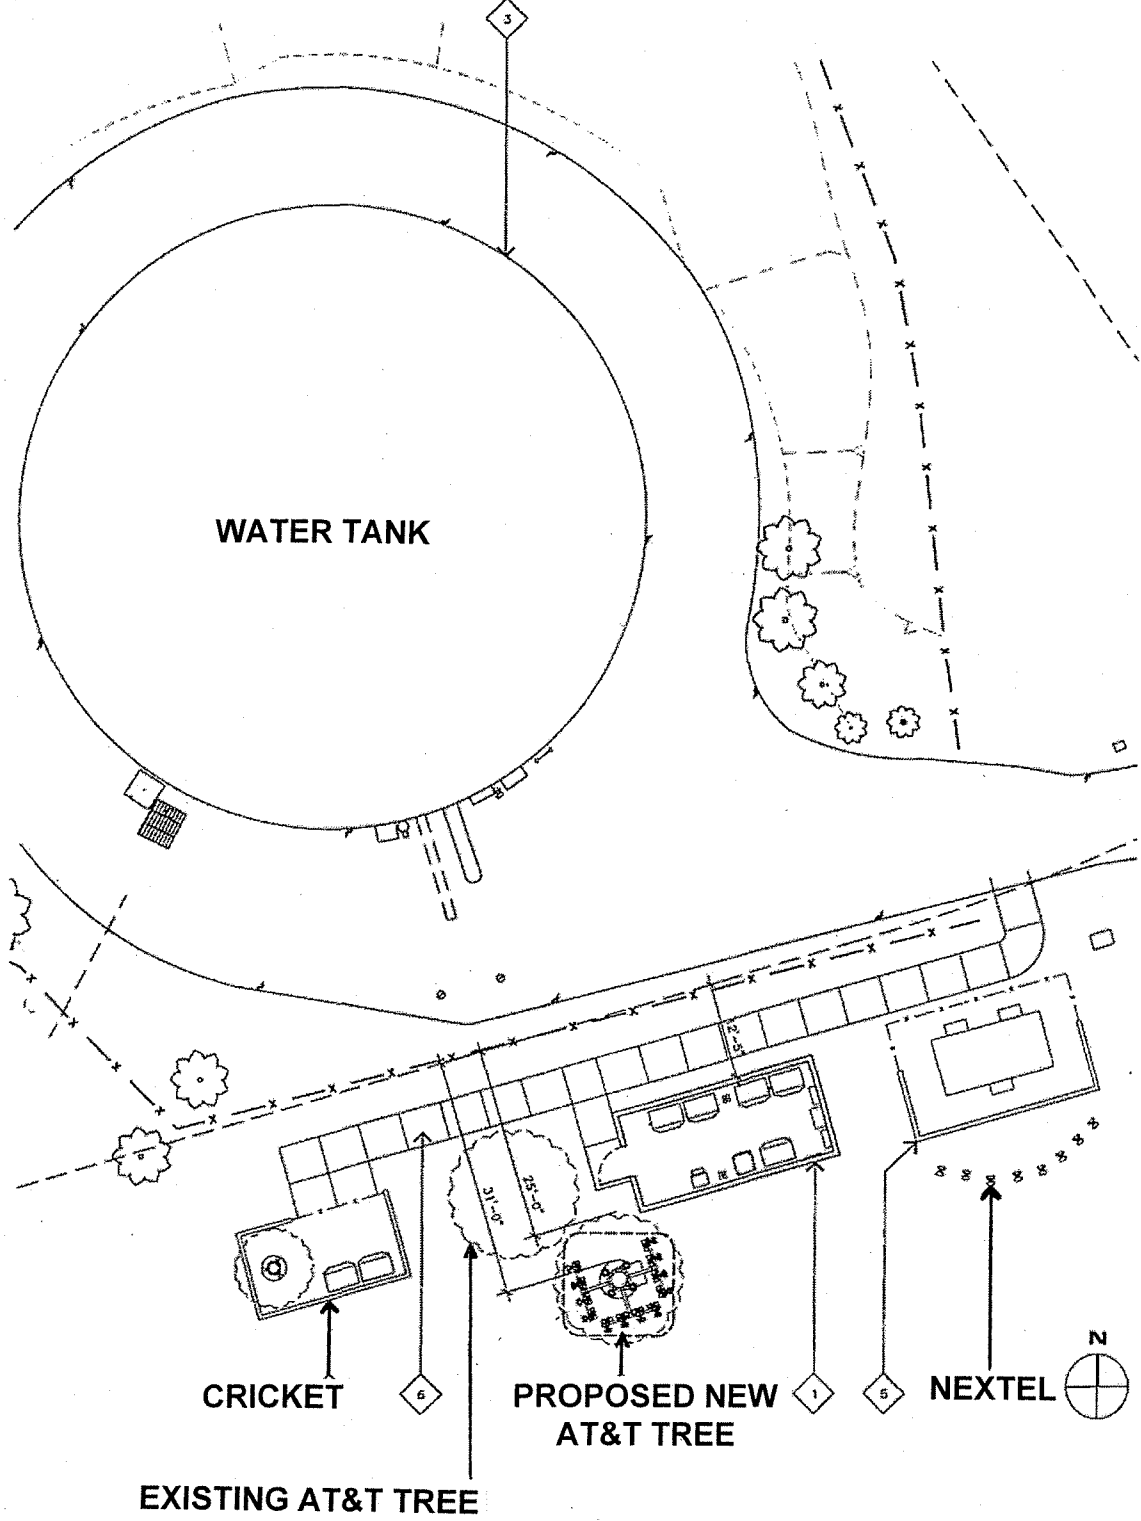 3
WATER TANK
31'-0"
25'-0"
N
CRICKET
6
PROPOSED NEW
AT&T TREE
1
5
NEXTEL
EXISTING AT&T TREE